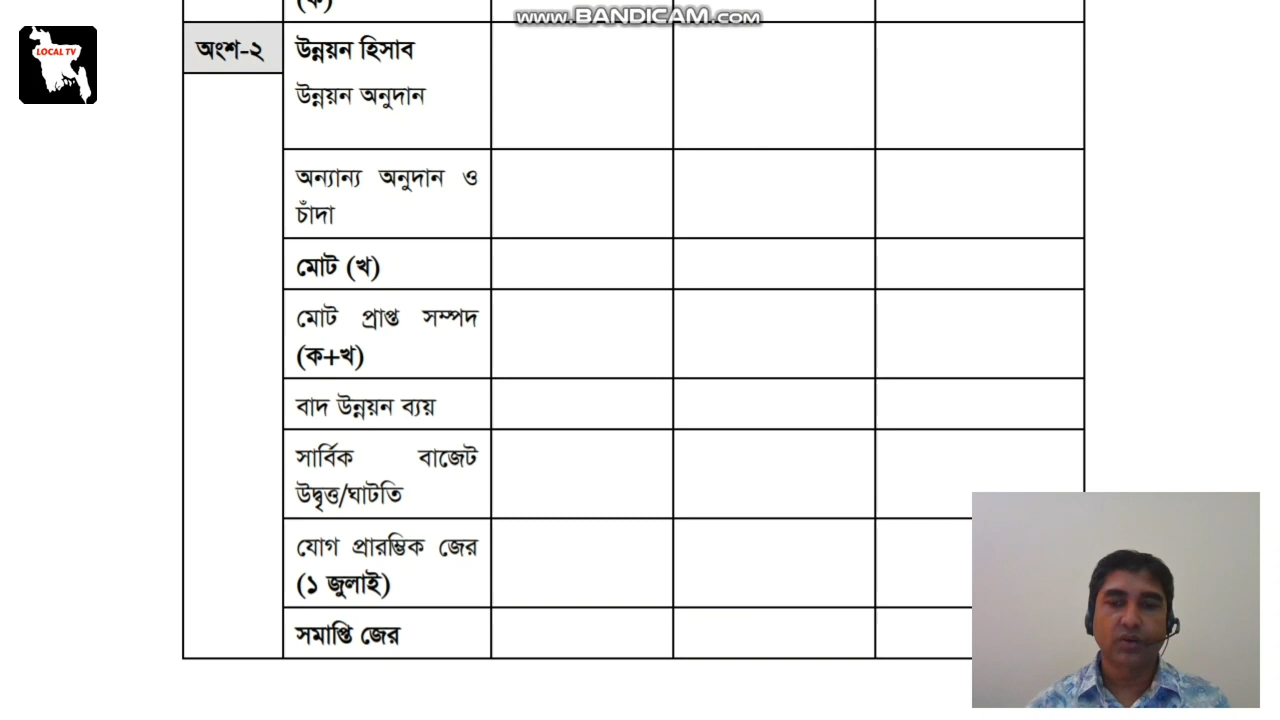 (ক)
www.BANDICAM.com
LOCAL TV
অংশ-২
উন্নয়ন হিসাব
উন্নয়ন অনুদান
অন্যান্য অনুদান ও
চাঁদা
মোট (খ)
মোট প্রাপ্ত সম্পদ
(ক+খ)
বাদ উন্নয়ন ব্যয়
সার্বিক বাজেট
উদ্বৃত্ত/ঘাটতি
যোগ প্রারম্ভিক জের
(১ জুলাই)
সমাপ্তি জের